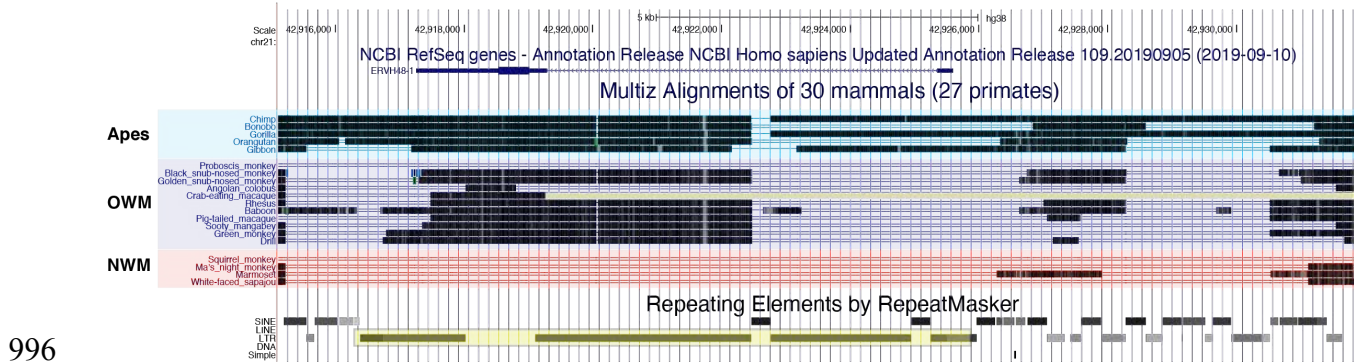 5 kb hg38
Scale
chr21: 42,916,000 42,918,000 42,920,000 42,922,000 42,924,000 42,926,000 42,928,000 42,930,000
NCBI RefSeq genes - Annotation Release NCBI Homo sapiens Updated Annotation Release 109.20190905 (2019-09-10)
ERVH48-1
Multiz Alignments of 30 mammals (27 primates)
Apes
Chimp
Bonobo
Gorilla
Orangutan
Gibbon
OWM
Proboscis_monkey
Black_snub-nosed_monkey
Golden_snub-nosed_monkey
Angolan_colobus
Crab-eating_macaque
Rhesus
Baboon
Pig-tailed_macaque
Sooty_mangabey
Green_monkey
Drill
NWM
Squirrel_monkey
Ma's_night_monkey
Marmoset
White-faced_sapajou
Repeating Elements by RepeatMasker
SINE
LINE
LTR
DNA
Simple
996